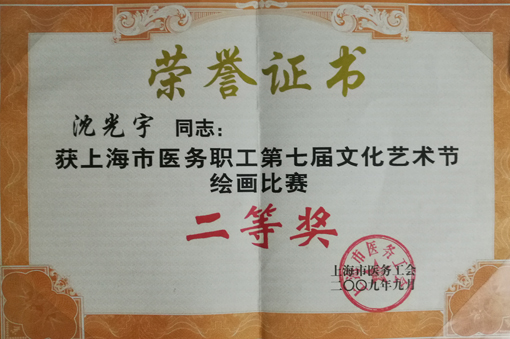 荣誉证书
沈光宇 同志：
获上海市医务职工第七届文化艺术节
绘画比赛
二等奖
上海市医务工会
二〇〇九年九月